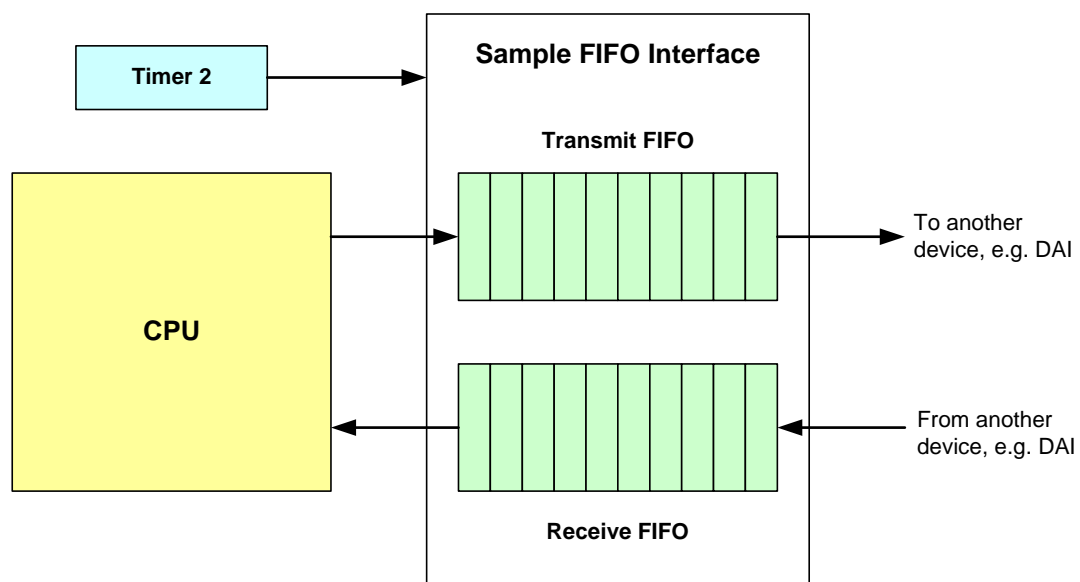 Sample FIFO Interface
Timer 2
Transmit FIFO
CPU
To another
device, e.g. DAI
From another
device, e.g. DAI
Receive FIFO